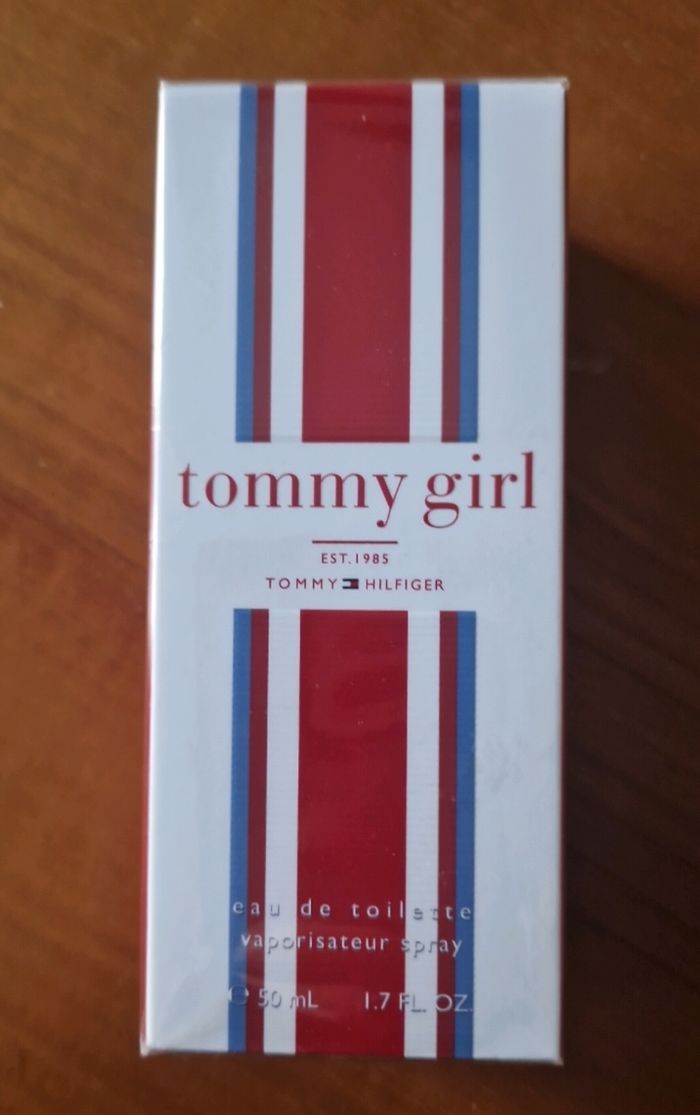 tommy girl
EST.1985
TOMMY HILFIGER
eau de toilette
vaporisateur spray
℮ 50 mL 1.7 FL. OZ.